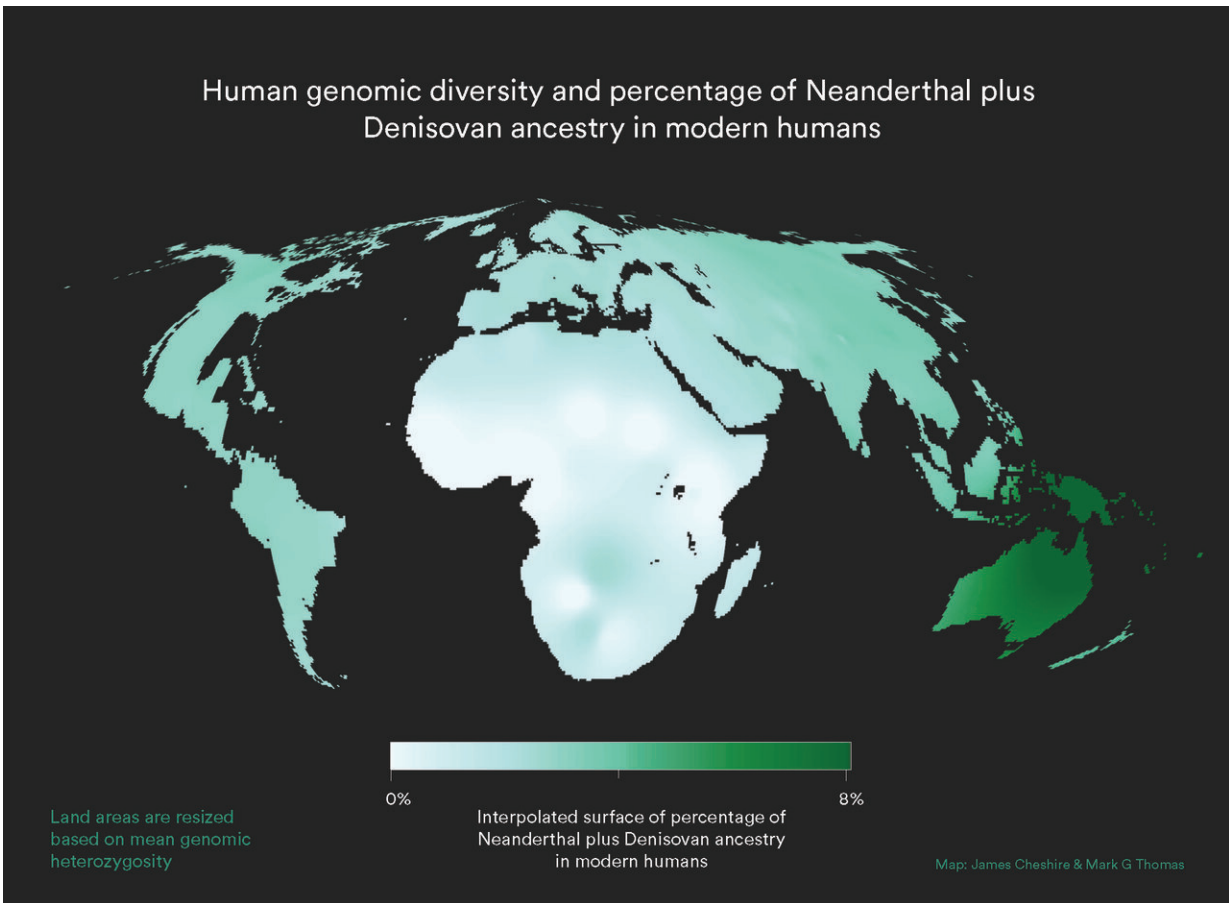 Human genomic diversity and percentage of Neanderthal plus
Denisovan ancestry in modern humans
0%
8%
Interpolated surface of percentage of
Neanderthal plus Denisovan ancestry
in modern humans
Land areas are resized
based on mean genomic
heterozygosity
Map: James Cheshire & Mark G Thomas